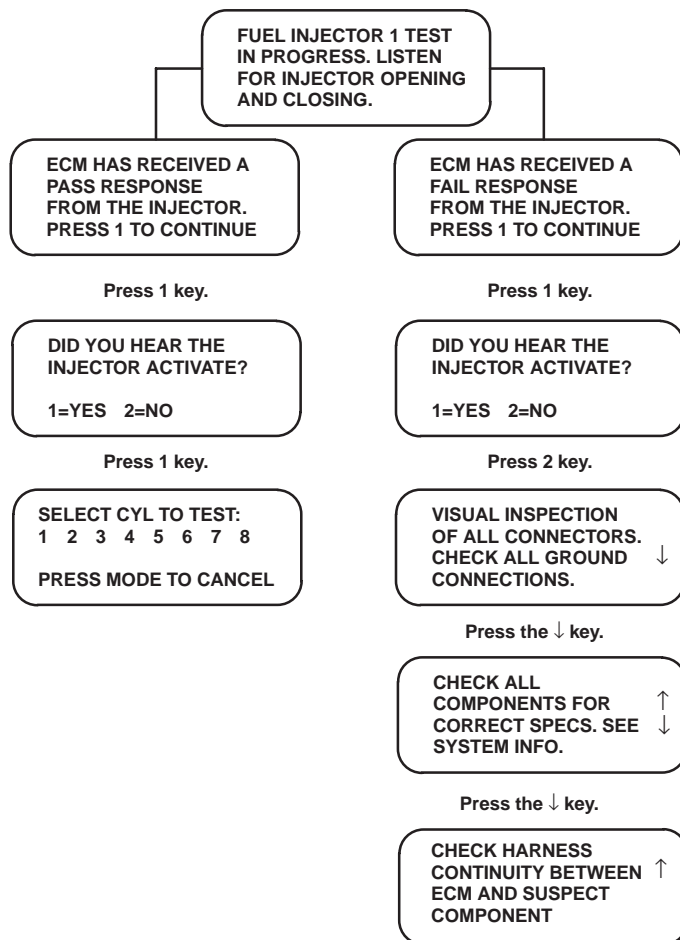 FUEL INJECTOR 1 TEST
IN PROGRESS. LISTEN
FOR INJECTOR OPENING
AND CLOSING.
ECM HAS RECEIVED A
PASS RESPONSE
FROM THE INJECTOR.
PRESS 1 TO CONTINUE
Press 1 key.
DID YOU HEAR THE
INJECTOR ACTIVATE?
1=YES 2=NO
Press 1 key.
SELECT CYL TO TEST:
1 2 3 4 5 6 7 8
PRESS MODE TO CANCEL
ECM HAS RECEIVED A
FAIL RESPONSE
FROM THE INJECTOR.
PRESS 1 TO CONTINUE
Press 1 key.
DID YOU HEAR THE
INJECTOR ACTIVATE?
1=YES 2=NO
Press 2 key.
VISUAL INSPECTION
OF ALL CONNECTORS.
CHECK ALL GROUND ↓
CONNECTIONS.
Press the ↓ key.
CHECK ALL
COMPONENTS FOR ↑
CORRECT SPECS. SEE ↓
SYSTEM INFO.
Press the ↓ key.
CHECK HARNESS
CONTINUITY BETWEEN ↑
ECM AND SUSPECT
COMPONENT